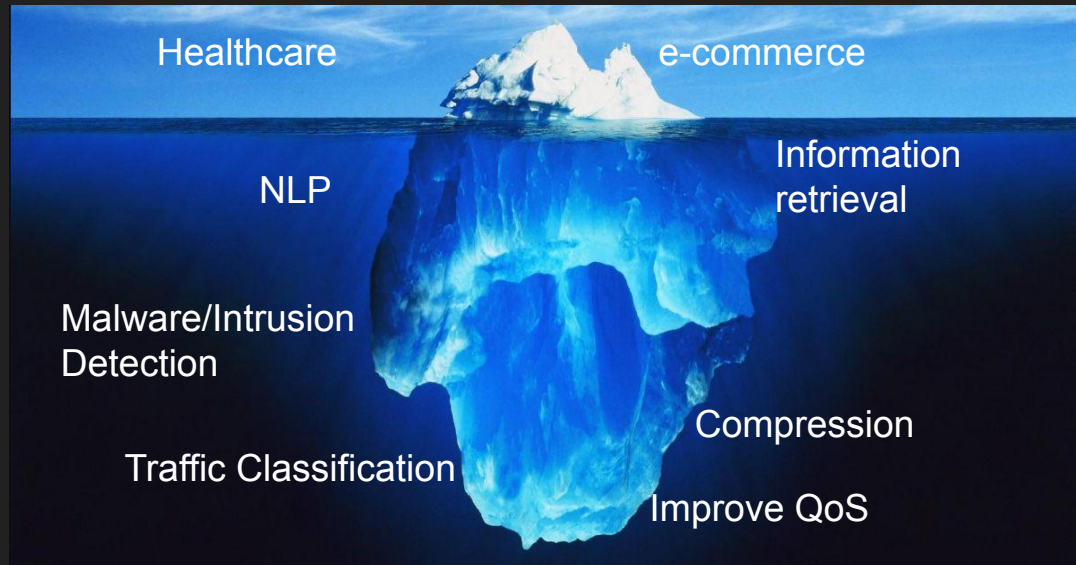 Healthcare
e-commerce
NLP
Information
retrieval
Malware/Intrusion
Detection
Compression
Traffic Classification
Improve QoS